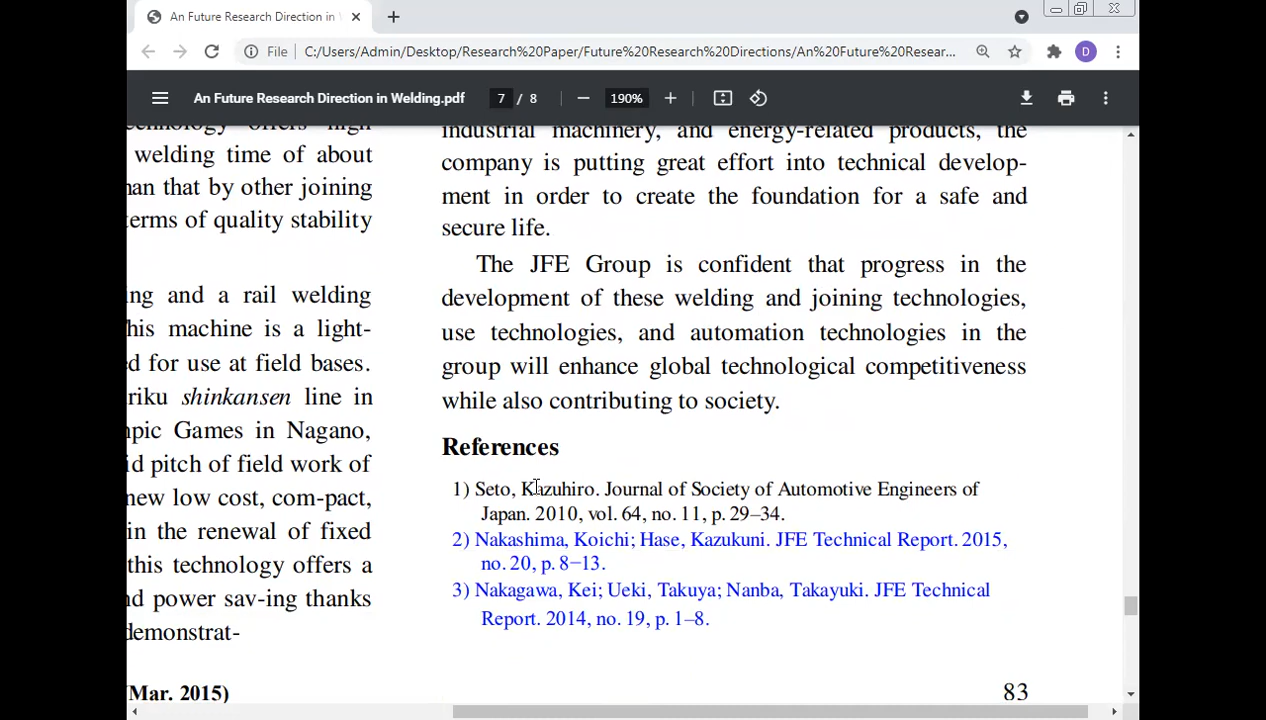 An Future Research Direction in
File C:/Users/Admin/Desktop/Research%20Paper/Future%20Research%20Directions/An%20Future%20Resear...
D
An Future Research Direction in Welding.pdf 7 / 8 190%
technology offers high
welding time of about
han that by other joining
terms of quality stability
ing and a rail welding
his machine is a light-
ed for use at field bases.
riku shinkansen line in
mpic Games in Nagano,
id pitch of field work of
new low cost, com-pact,
in the renewal of fixed
this technology offers a
nd power sav-ing thanks
demonstrat-
(Mar. 2015)
industrial machinery, and energy-related products, the
company is putting great effort into technical develop-
ment in order to create the foundation for a safe and
secure life.
The JFE Group is confident that progress in the
development of these welding and joining technologies,
use technologies, and automation technologies in the
group will enhance global technological competitiveness
while also contributing to society.
References
1) Seto, Kazuhiro. Journal of Society of Automotive Engineers of
Japan. 2010, vol. 64, no. 11, p. 29–34.
2) Nakashima, Koichi; Hase, Kazukuni. JFE Technical Report. 2015,
no. 20, p. 8−13.
3) Nakagawa, Kei; Ueki, Takuya; Nanba, Takayuki. JFE Technical
Report. 2014, no. 19, p. 1–8.
83